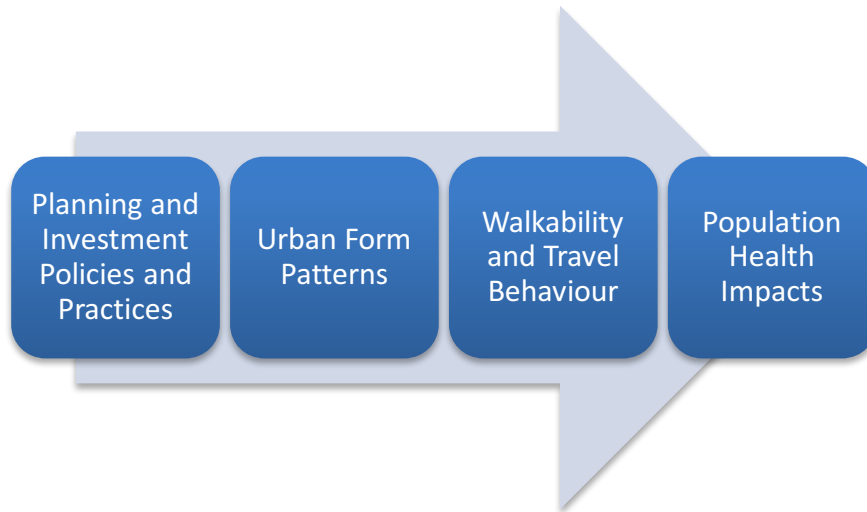 Planning and
Investment
Policies and
Practices
Urban Form
Patterns
Walkability
and Travel
Behaviour
Population
Health
Impacts